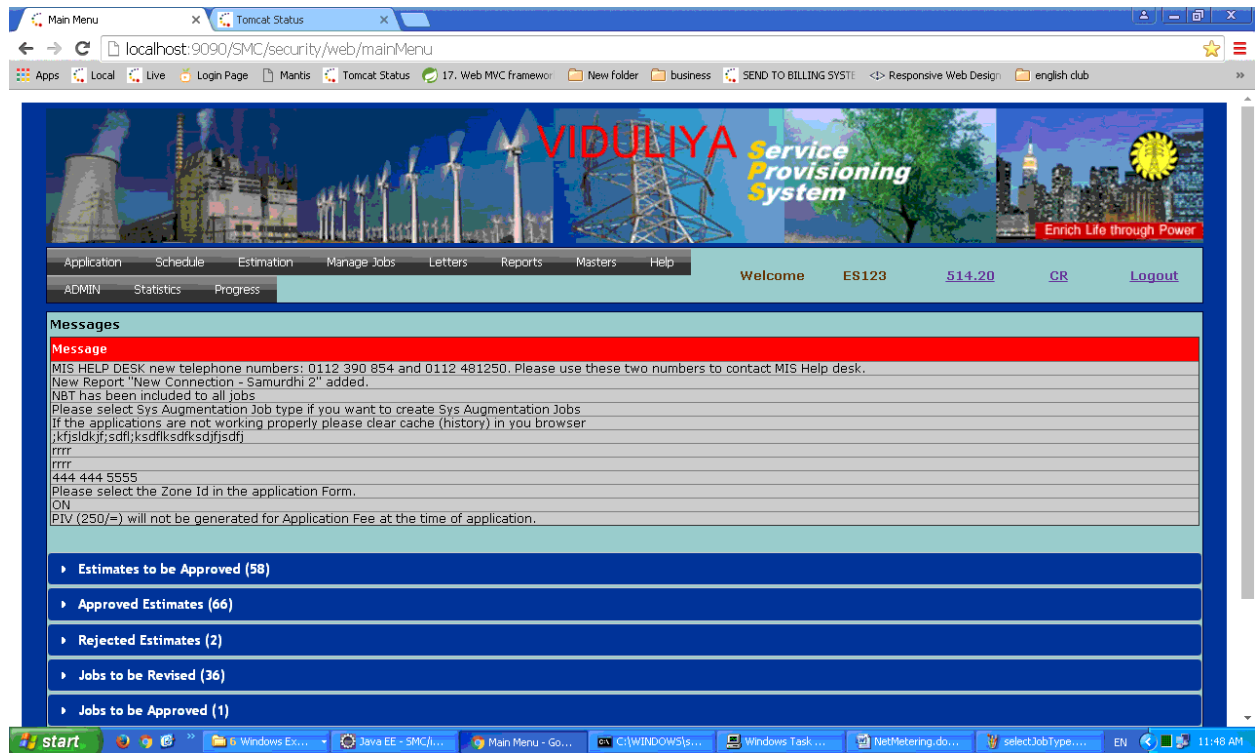 Main Menu
Tomcat Status
localhost:9090/SMC/security/web/mainMenu
Apps Local Live Login Page Mantis Tomcat Status 17. Web MVC framewor New folder business SEND TO BILLING SYSTE Responsive Web Design english club »
VIDULIYA
Service
Provisioning
System
Enrich Life through Power
Application Schedule Estimation Manage Jobs Letters Reports Masters Help
ADMIN Statistics Progress
Welcome ES123 514.20 CR Logout
Messages
Message
MIS HELP DESK new telephone numbers: 0112 390 854 and 0112 481250. Please use these two numbers to contact MIS Help desk.
New Report "New Connection - Samurdhi 2" added.
NBT has been included to all jobs
Please select Sys Augmentation Job type if you want to create Sys Augmentation Jobs
If the applications are not working properly please clear cache (history) in you browser
;kfjsldkjf;sdfl;ksdflksdfksdjfjsdfj
rrrr
rrrr
444 444 5555
Please select the Zone Id in the application Form.
ON
PIV (250/=) will not be generated for Application Fee at the time of application.
Estimates to be Approved (58)
Approved Estimates (66)
Rejected Estimates (2)
Jobs to be Revised (36)
Jobs to be Approved (1)
start » 6 Windows Ex... Java EE - SMC/i... Main Menu - Go... C:\WINDOWS\s... Windows Task ... NetMetering.do... selectJobType.... EN 11:48 AM